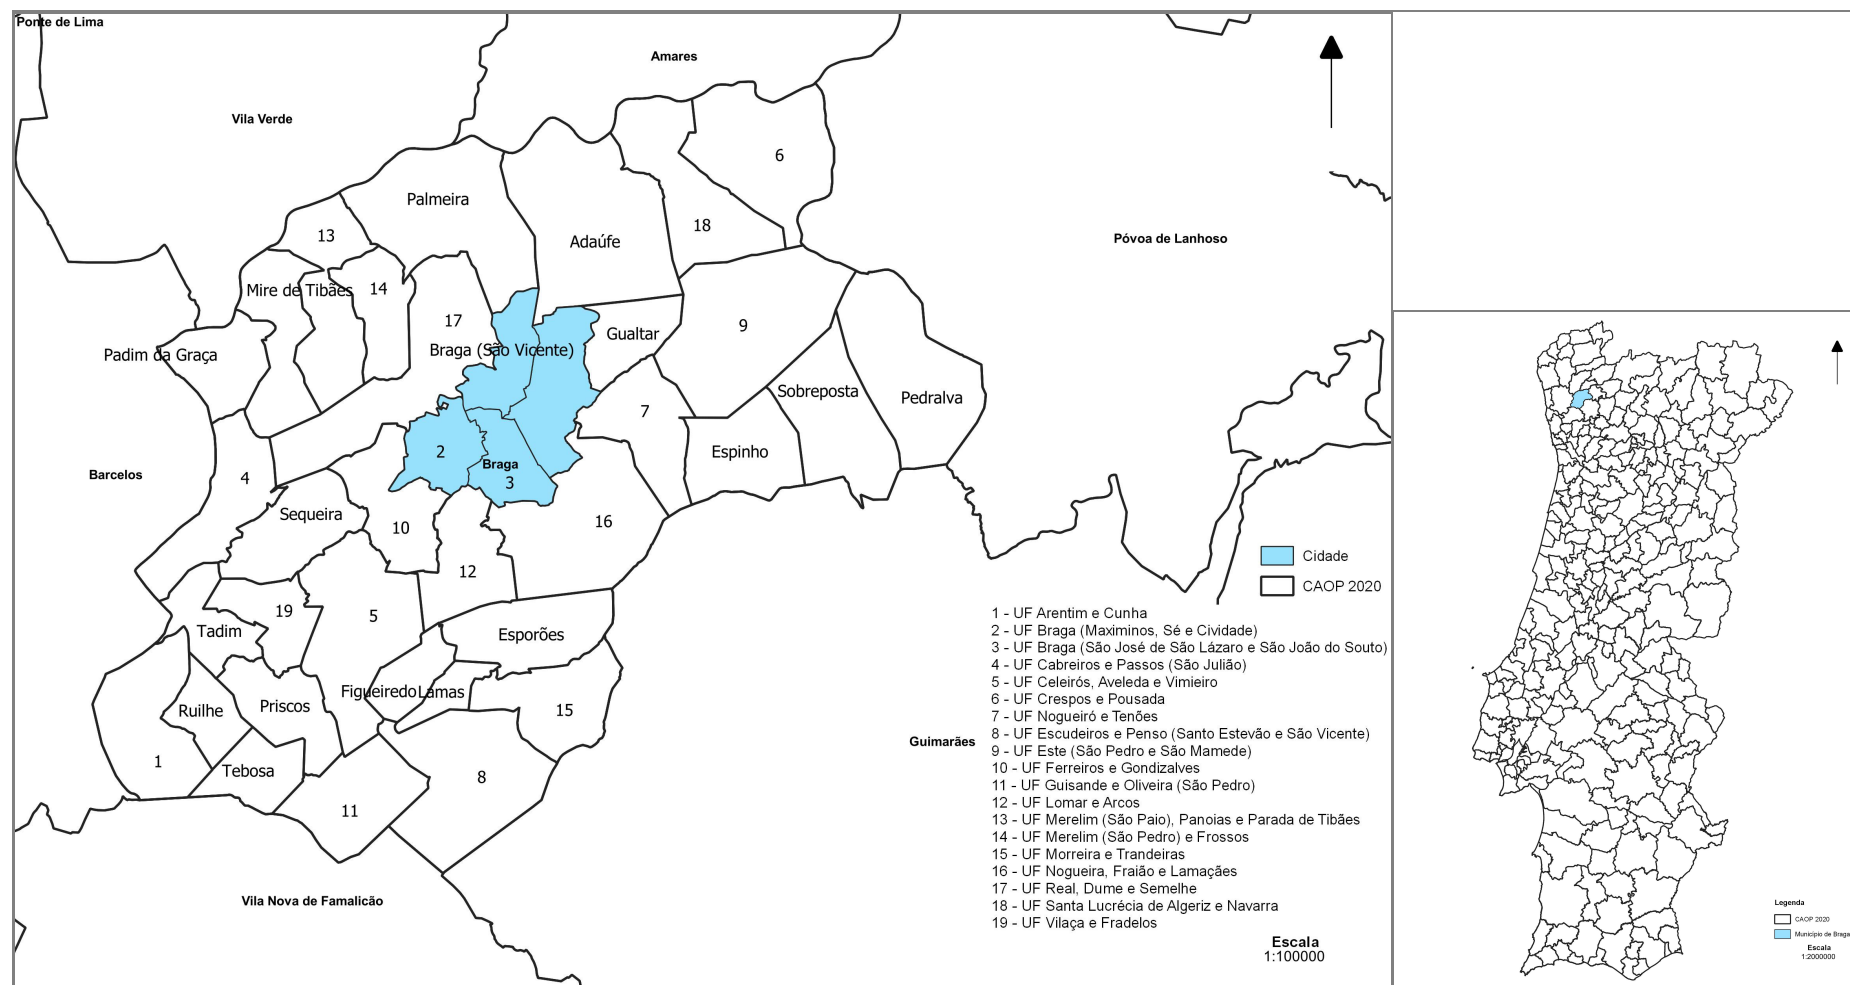 Ponte de Lima
Amares
Vila Verde
6
Palmeira
18
13
Adaúfe
Póvoa de Lanhoso
Mire de Tibães
14
17
9
Gualtar
Braga (São Vicente)
Padim da Graça
Sobreposta
Pedralva
7
2
Espinho
Braga
3
Barcelos
4
Sequeira
10
16
12
Cidade
CAOP 2020
19
5
Tadim
Esporões
Figueiredo
Lamas
Priscos
Ruilhe
15
Guimarães
1
Tebosa
8
11
Vila Nova de Famalicão
1 - UF Arentim e Cunha
2 - UF Braga (Maximinos, Sé e Cividade)
3 - UF Braga (São José de São Lázaro e São João do Souto)
4 - UF Cabreiros e Passos (São Julião)
5 - UF Celeirós, Aveleda e Vimieiro
6 - UF Crespos e Pousada
7 - UF Nogueiró e Tenões
8 - UF Escudeiros e Penso (Santo Estevão e São Vicente)
9 - UF Este (São Pedro e São Mamede)
10 - UF Ferreiros e Gondizalves
11 - UF Guisande e Oliveira (São Pedro)
12 - UF Lomar e Arcos
13 - UF Merelim (São Paio), Panoias e Parada de Tibães
14 - UF Merelim (São Pedro) e Frossos
15 - UF Morreira e Trandeiras
16 - UF Nogueira, Fraião e Lamaçães
17 - UF Real, Dume e Semelhe
18 - UF Santa Lucrécia de Algeriz e Navarra
19 - UF Vilaça e Fradelos
Escala
1:100000
Legenda
CAOP 2020
Município de Braga
Escala
1:2000000